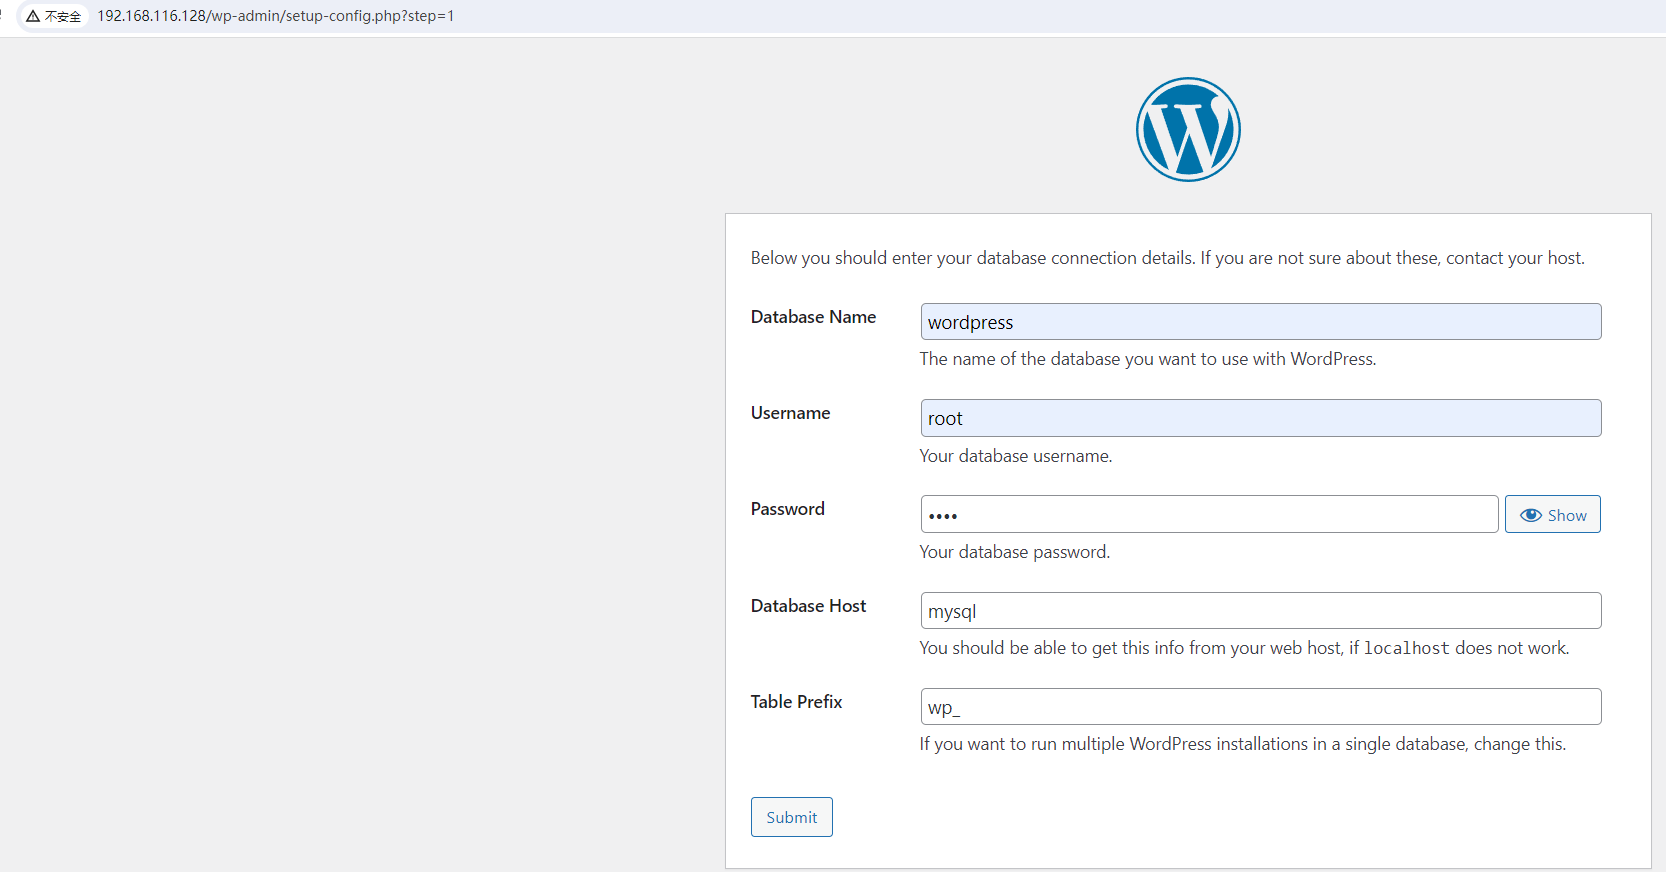 不安全 192.168.116.128/wp-admin/setup-config.php?step=1
Below you should enter your database connection details. If you are not sure about these, contact your host.
Database Name
wordpress
The name of the database you want to use with WordPress.
Username
root
Your database username.
Password
••••
Show
Your database password.
Database Host
mysql
You should be able to get this info from your web host, if localhost does not work.
Table Prefix
wp_
If you want to run multiple WordPress installations in a single database, change this.
Submit